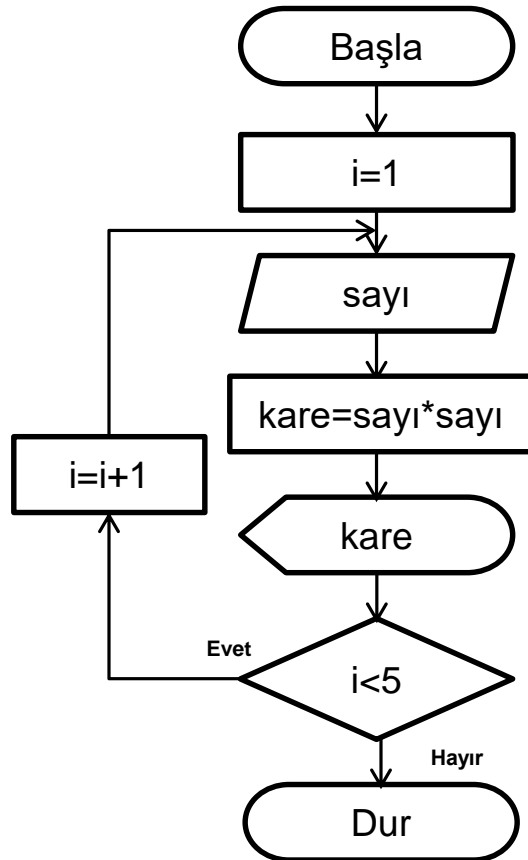 Başla
i=1
sayı
kare=sayı*sayı
i=i+1
kare
Evet
i<5
Hayır
Dur